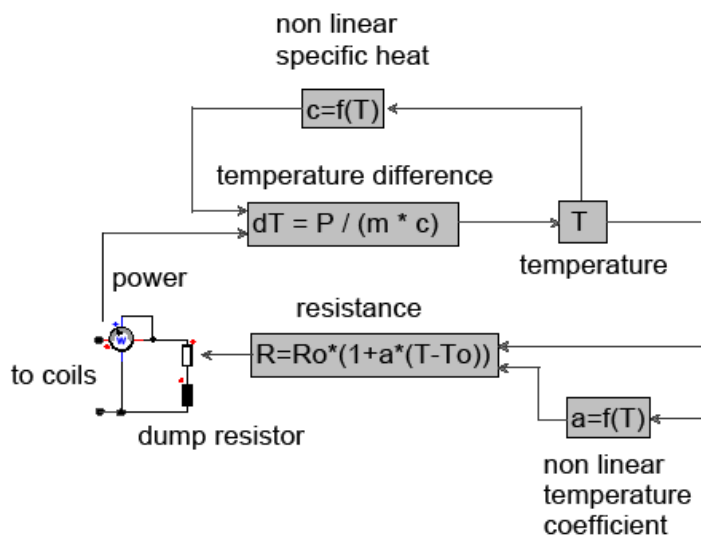 non linear
specific heat
c=f(T)
temperature difference
dT = P / (m * c)
T
temperature
power
W
resistance
R=Ro*(1+a*(T-To))
to coils
dump resistor
a=f(T)
non linear
temperature
coefficient